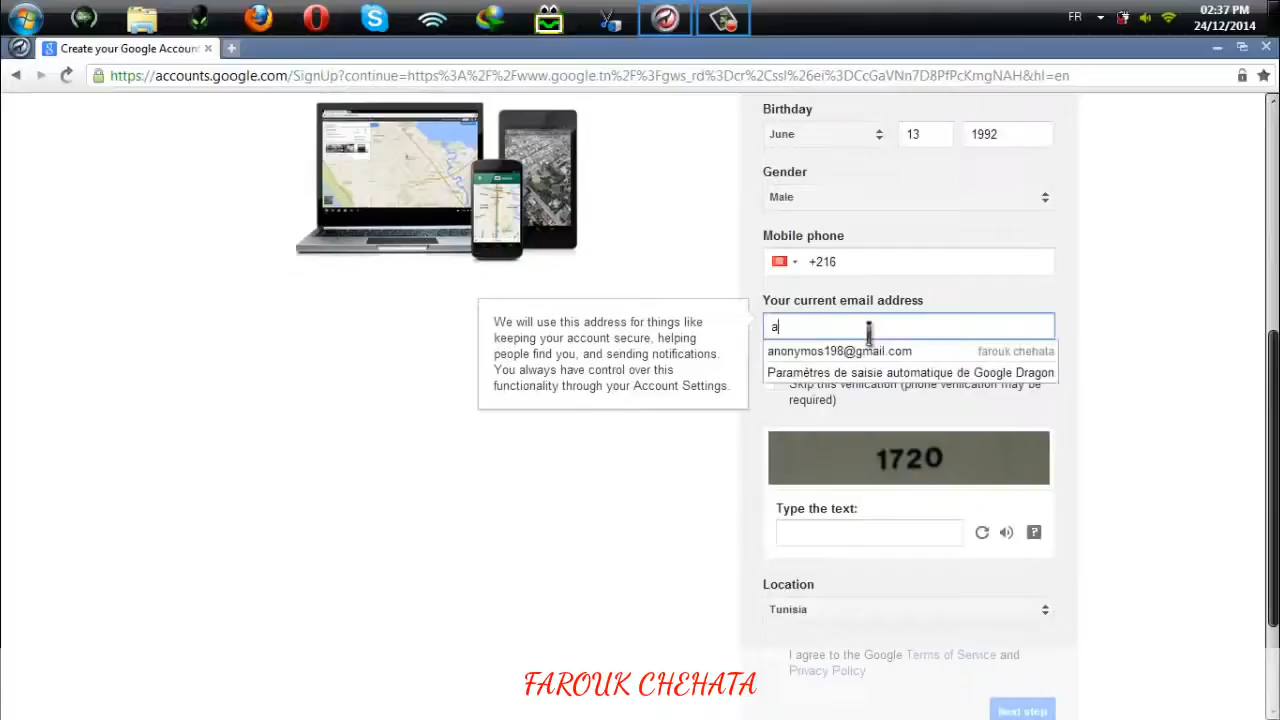 FR
02:37 PM
24/12/2014
Create your Google Accoun
https://accounts.google.com/SignUp?continue=https%3A%2F%2Fwww.google.tn%2F%3Fgws_rd%3Dcr%2Cssl%26ei%3DCcGaVNn7D8PfPcKmgNAH&hl=en
Birthday
June 13 1992
Gender
Male
Mobile phone
+216
Your current email address
a
anonymos198@gmail.com farouk chehata
Paramètres de saisie automatique de Google Dragon
We will use this address for things like
keeping your account secure, helping
people find you, and sending notifications.
You always have control over this
functionality through your Account Settings.
Skip this verification (phone verification may be
required)
1720
Type the text:
Location
Tunisia
I agree to the Google Terms of Service and
Privacy Policy
Next step
FAROUK CHEHATA